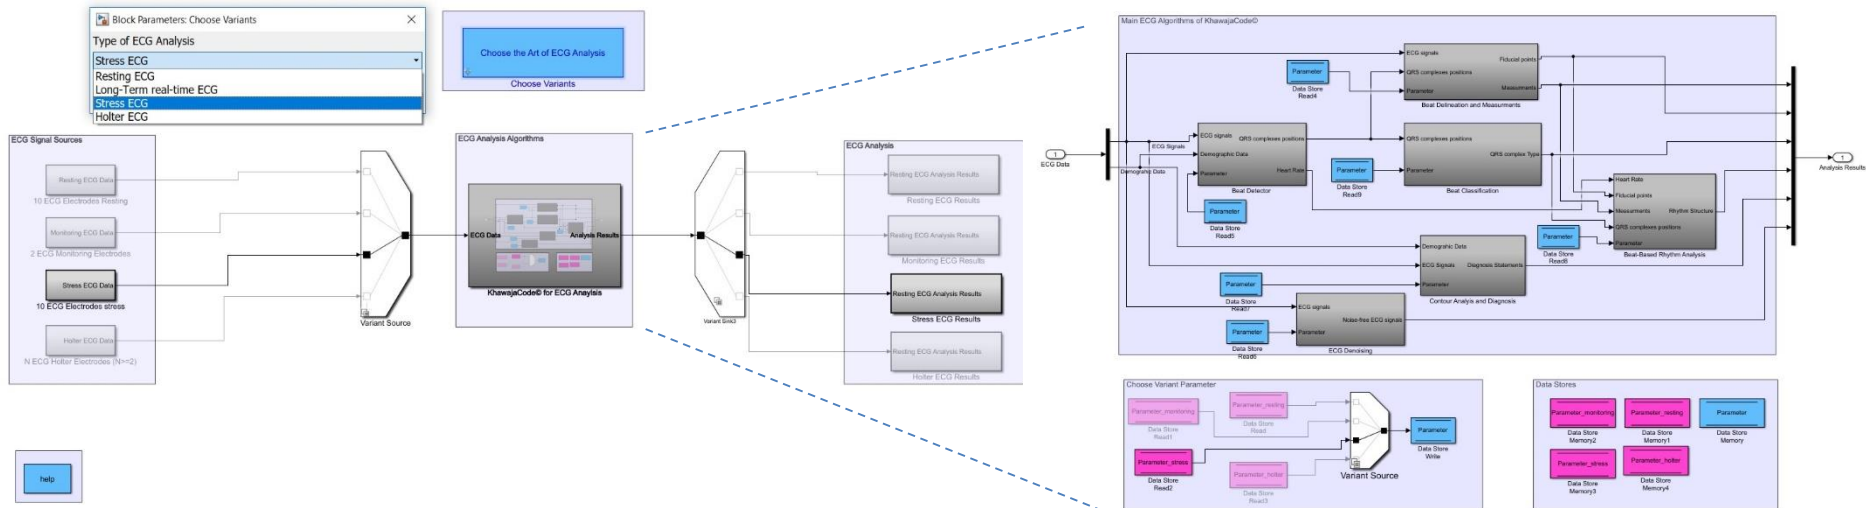 Block Parameters: Choose Variants
Type of ECG Analysis
Stress ECG
Resting ECG
Long-Term real-time ECG
Stress ECG
Holter ECG
Choose the Art of ECG Analysis
Choose Variants
ECG Signal Sources
Resting ECG Data
10 ECG Electrodes Resting
Monitoring ECG Data
2 ECG Monitoring Electrodes
Stress ECG Data
10 ECG Electrodes stress
Holter ECG Data
N ECG Holter Electrodes (N>=2)
Variant Source
ECG Analysis Algorithms
ECG Data
Analysis Results
KhawajaCode© for ECG Anaylsis
Variant Sink3
ECG Analysis
Resting ECG Analysis Results
Resting ECG Results
Resting ECG Analysis Results
Monitoring ECG Results
Resting ECG Analysis Results
Stress ECG Results
Resting ECG Analysis Results
Holter ECG Results
help
Main ECG Algorithms of KhawajaCode©
1
ECG Data
ECG Signals
Demograhic Data
ECG signals
Demographic Data
Parameter
QRS complexes positions
Heart Rate
Beat Detector
Parameter
Data Store
Read5
Parameter
Data Store
Read4
ECG signals
QRS complexes positions
Parameter
Fiducial points
Measurments
Beat Delineation and Measurments
Parameter
Data Store
Read9
QRS complexes positions
Parameter
QRS complex Type
Beat Classification
Heart Rate
Fiducial points
Measurments
QRS complexes positions
Parameter
Rhythm Structure
Beat-Based Rhythm Analysis
Parameter
Data Store
Read8
Demograhic Data
ECG Signals
Parameter
Diagnosis Statements
Contour Analyis and Diagnosis
Parameter
Data Store
Read7
ECG signals
Parameter
Noise-free ECG signals
ECG Denoising
Parameter
Data Store
Read6
1
Analysis Results
Choose Variant Parameter
Parameter_monitoring
Data Store
Read1
Parameter_resting
Data Store
Read
Parameter_stress
Data Store
Read2
Parameter_holter
Data Store
Read3
Variant Source
Parameter
Data Store
Write
Data Stores
Parameter_monitoring
Data Store
Memory2
Parameter_resting
Data Store
Memory1
Parameter
Data Store
Memory
Parameter_stress
Data Store
Memory3
Parameter_holter
Data Store
Memory4